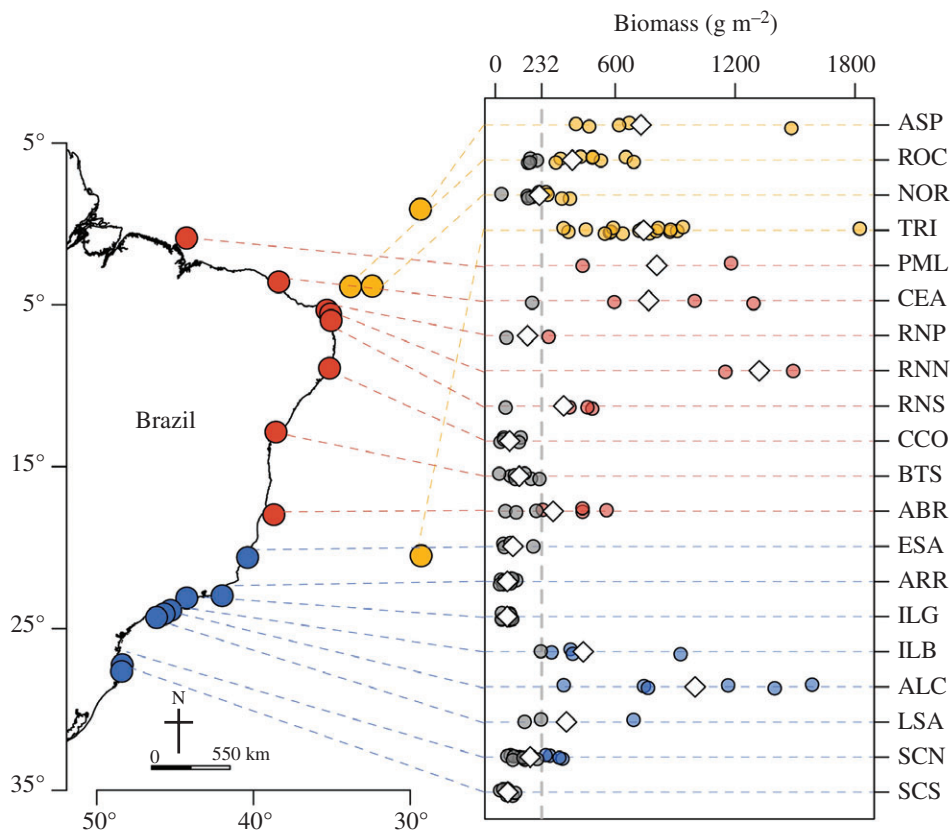 Biomass (g m⁻²)
0 232 600 1200 1800
5°
5°
15°
25°
35°
50° 40° 30°
Brazil
N
0 550 km
ASP
ROC
NOR
TRI
PML
CEA
RNP
RNN
RNS
CCO
BTS
ABR
ESA
ARR
ILG
ILB
ALC
LSA
SCN
SCS